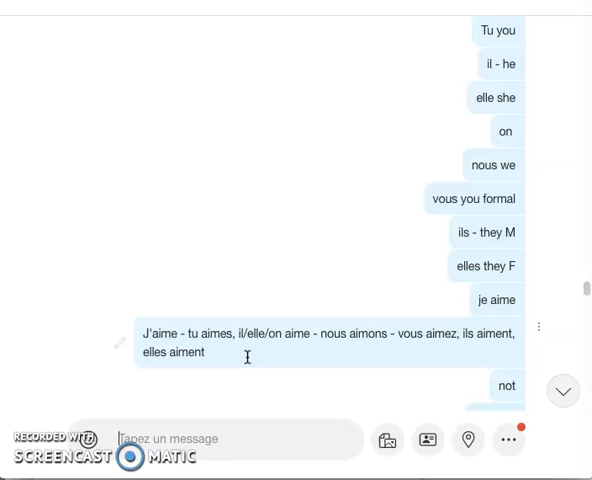 Tu you
il - he
elle she
on
nous we
vous you formal
ils - they M
elles they F
je aime
J'aime - tu aimes, il/elle/on aime - nous aimons - vous aimez, ils aiment,
elles aiment
not
Tapez un message
RECORDED WITH
SCREENCAST MATIC